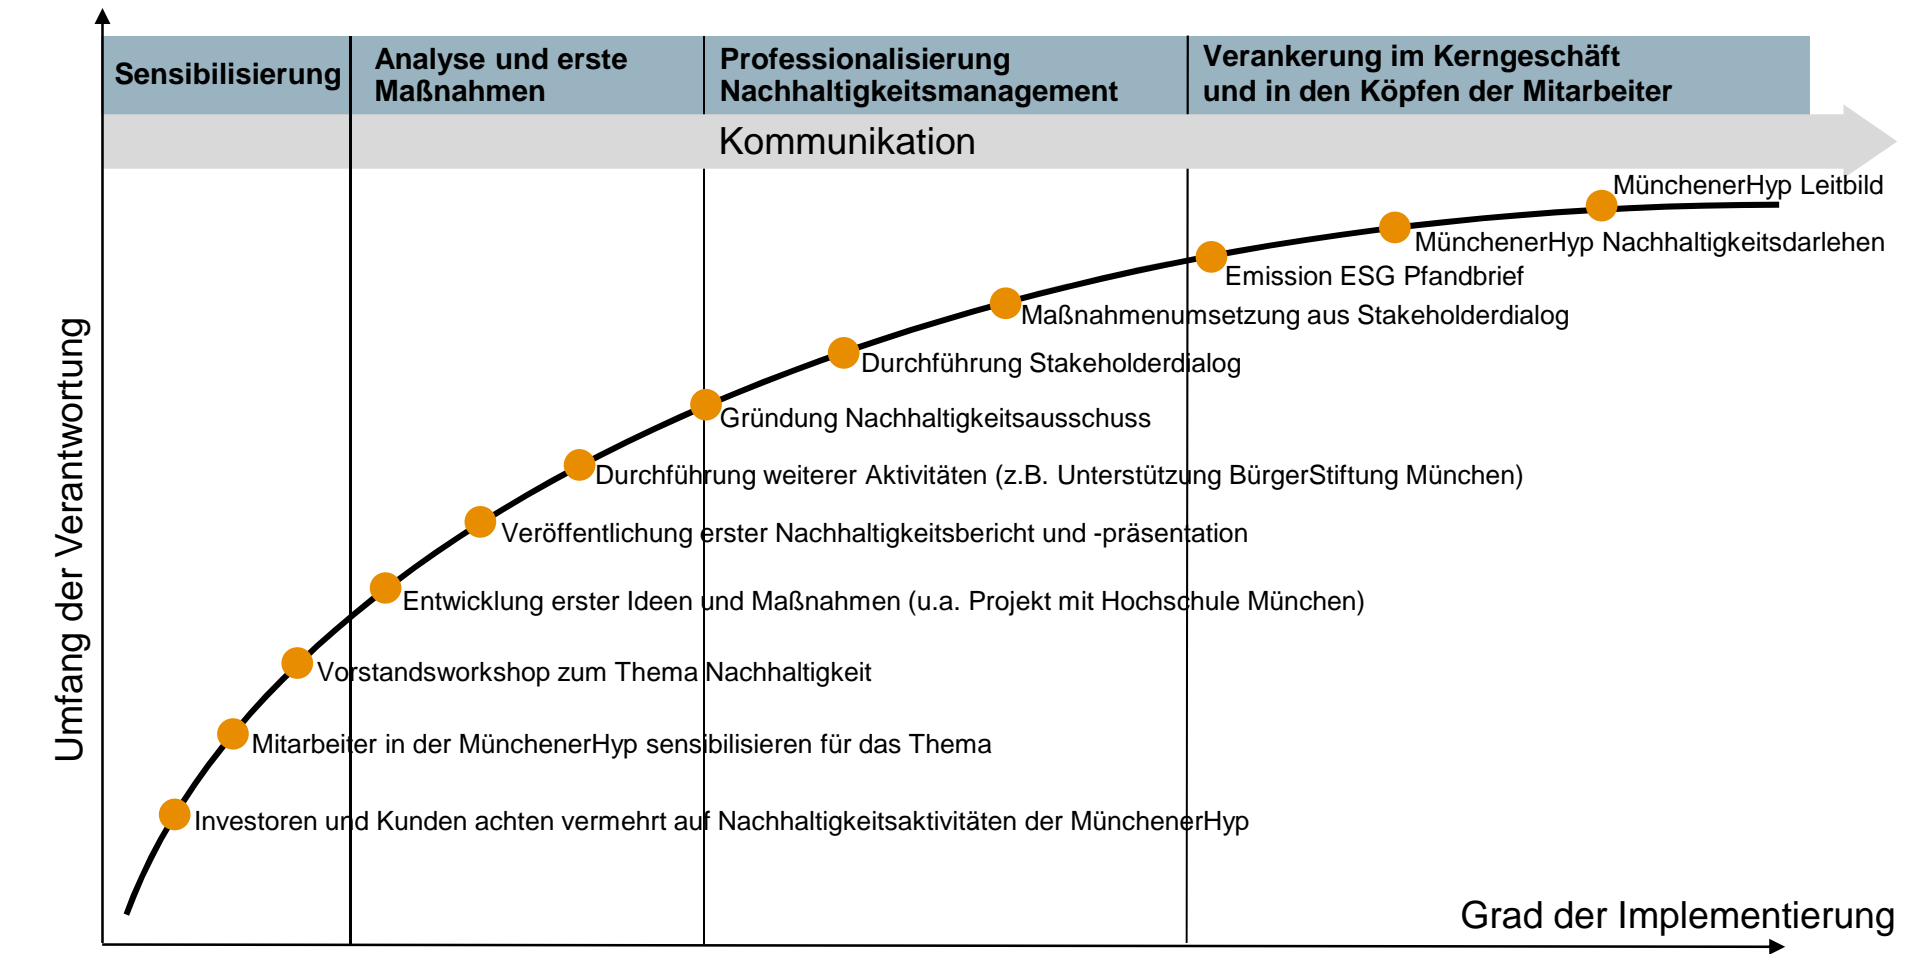 Sensibilisierung
Analyse und erste
Maßnahmen
Professionalisierung
Nachhaltigkeitsmanagement
Verankerung im Kerngeschäft
und in den Köpfen der Mitarbeiter
Kommunikation
MünchenerHyp Leitbild
MünchenerHyp Nachhaltigkeitsdarlehen
Emission ESG Pfandbrief
Maßnahmenumsetzung aus Stakeholderdialog
Durchführung Stakeholderdialog
Gründung Nachhaltigkeitsausschuss
Durchführung weiterer Aktivitäten (z.B. Unterstützung BürgerStiftung München)
Veröffentlichung erster Nachhaltigkeitsbericht und -präsentation
Entwicklung erster Ideen und Maßnahmen (u.a. Projekt mit Hochschule München)
Vorstandsworkshop zum Thema Nachhaltigkeit
Mitarbeiter in der MünchenerHyp sensibilisieren für das Thema
Investoren und Kunden achten vermehrt auf Nachhaltigkeitsaktivitäten der MünchenerHyp
Umfang der Verantwortung
Grad der Implementierung